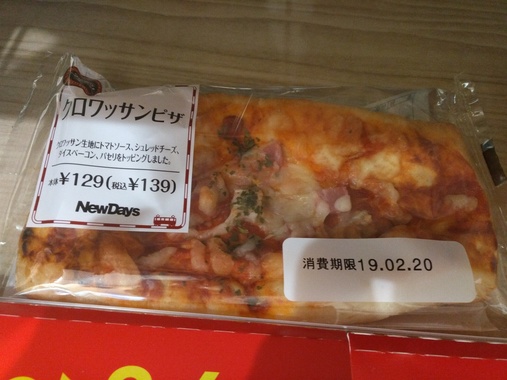 クロワッサンピザ
クロワッサン生地にトマトソース、シュレッドチーズ、
ダイスベーコン、パセリをトッピングしました。
本体¥129(税込¥139)
NewDays
消費期限19.02.20